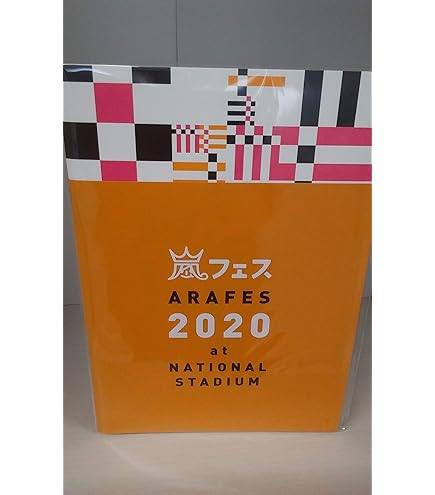 嵐フェス
ARAFES
2020
at
NATIONAL
STADIUM